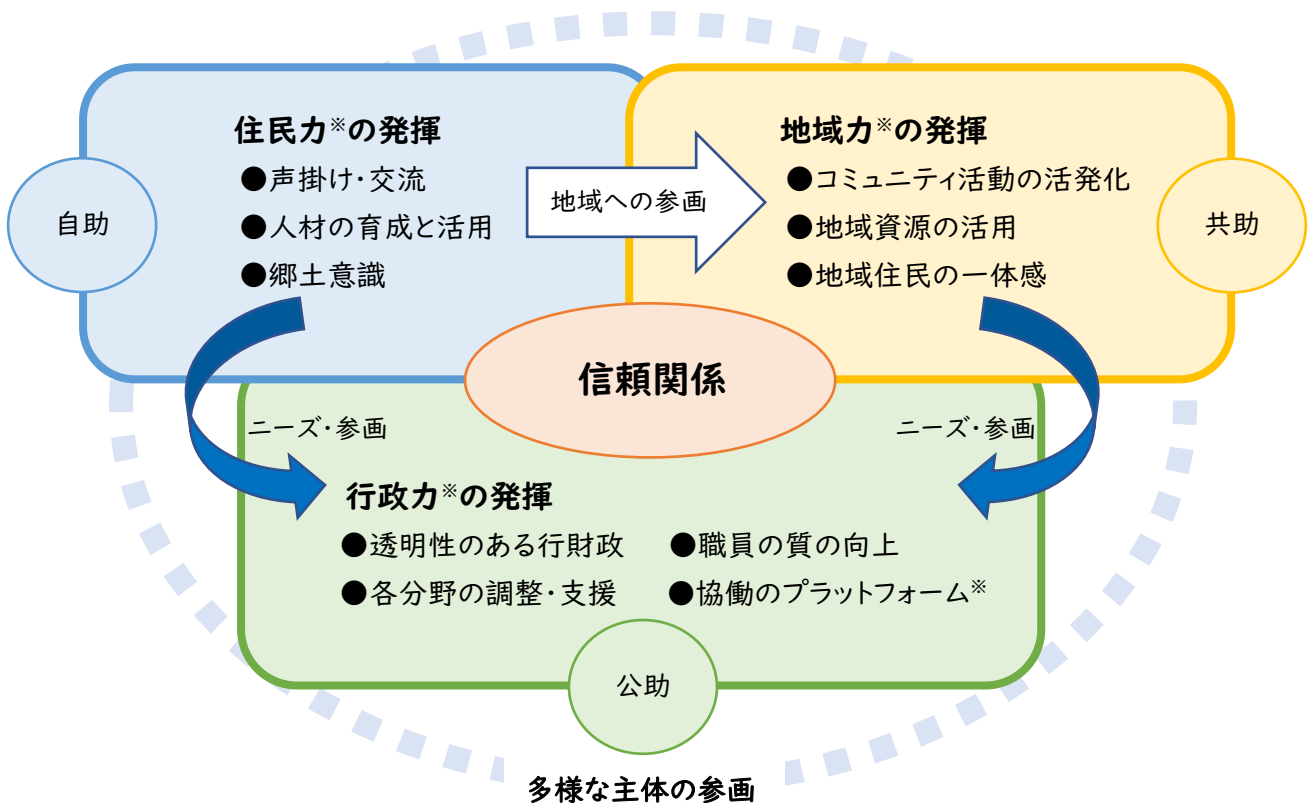 住民力※の発揮
●声掛け・交流
●人材の育成と活用
●郷土意識
自助
地域への参画
地域力※の発揮
●コミュニティ活動の活発化
●地域資源の活用
●地域住民の一体感
共助
信頼関係
ニーズ・参画
ニーズ・参画
行政力※の発揮
●透明性のある行財政 ●職員の質の向上
●各分野の調整・支援 ●協働のプラットフォーム※
公助
多様な主体の参画